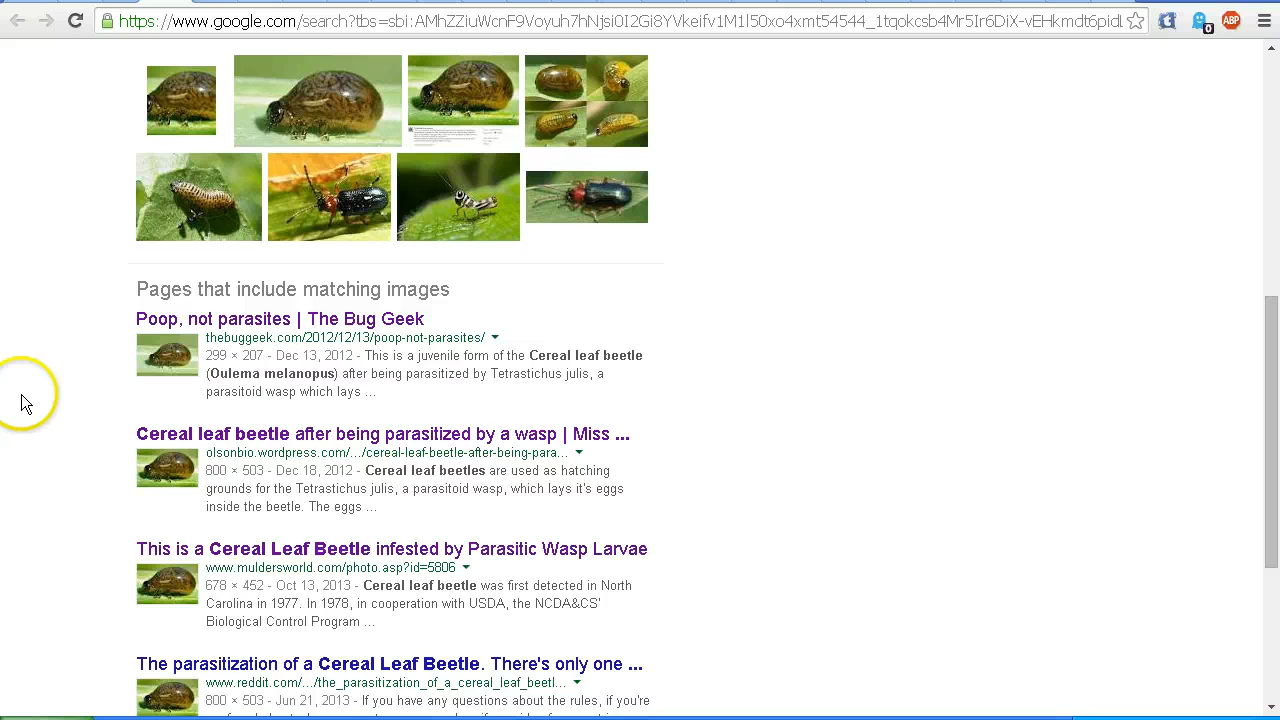 https://www.google.com/search?tbs=sbi:
0
ABP
Pages that include matching images
Poop, not parasites | The Bug Geek
thebuggeek.com/2012/12/13/poop-not-parasites/
299 × 207 - Dec 13, 2012 - This is a juvenile form of the Cereal leaf beetle
(Oulema melanopus) after being parasitized by Tetrastichus julis, a
parasitoid wasp which lays ...
Cereal leaf beetle after being parasitized by a wasp | Miss ...
olsonbio.wordpress.com/.../cereal-leaf-beetle-after-being-para...
800 × 503 - Dec 18, 2012 - Cereal leaf beetles are used as hatching
grounds for the Tetrastichus julis, a parasitoid wasp, which lays it's eggs
inside the beetle. The eggs ...
This is a Cereal Leaf Beetle infested by Parasitic Wasp Larvae
www.muldersworld.com/photo.asp?id=5806
678 × 452 - Oct 13, 2013 - Cereal leaf beetle was first detected in North
Carolina in 1977. In 1978, in cooperation with USDA, the NCDA&CS'
Biological Control Program ...
The parasitization of a Cereal Leaf Beetle. There's only one ...
www.reddit.com/.../the_parasitization_of_a_cereal_leaf_beetl...
800 × 503 - Jun 21, 2013 - If you have any questions about the rules, if you're